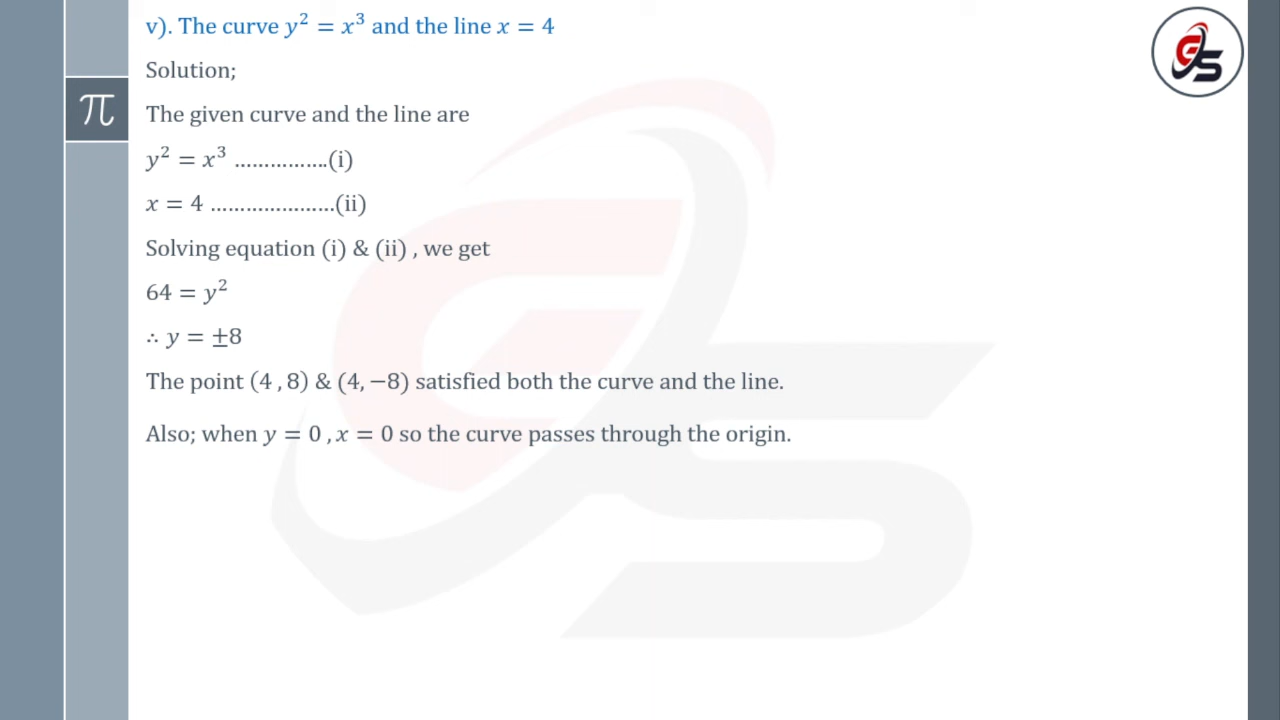 v). The curve y² = x³ and the line x = 4
Solution;
π
The given curve and the line are
y² = x³ ................(i)
x = 4 .....................(ii)
Solving equation (i) & (ii) , we get
64 = y²
∴ y = ±8
The point (4 , 8) & (4, −8) satisfied both the curve and the line.
Also; when y = 0 , x = 0 so the curve passes through the origin.